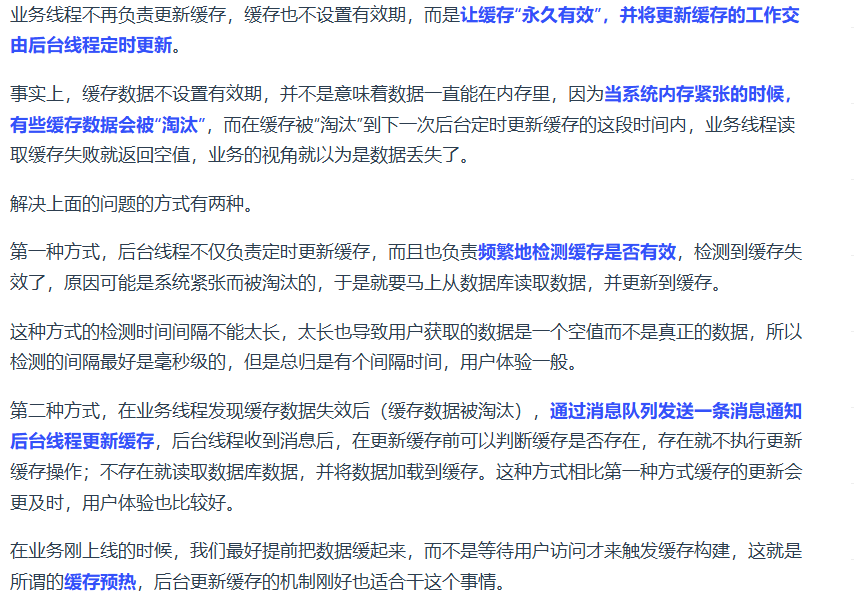 业务线程不再负责更新缓存，缓存也不设置有效期，而是让缓存“永久有效”，并将更新缓存的工作交
由后台线程定时更新。
事实上，缓存数据不设置有效期，并不是意味着数据一直能在内存里，因为当系统内存紧张的时候，
有些缓存数据会被“淘汰”，而在缓存被“淘汰”到下一次后台定时更新缓存的这段时间内，业务线程读
取缓存失败就返回空值，业务的视角就以为是数据丢失了。
解决上面的问题的方式有两种。
第一种方式，后台线程不仅负责定时更新缓存，而且也负责频繁地检测缓存是否有效，检测到缓存失
效了，原因可能是系统紧张而被淘汰的，于是就要马上从数据库读取数据，并更新到缓存。
这种方式的检测时间间隔不能太长，太长也导致用户获取的数据是一个空值而不是真正的数据，所以
检测的间隔最好是毫秒级的，但是总归是有个间隔时间，用户体验一般。
第二种方式，在业务线程发现缓存数据失效后（缓存数据被淘汰），通过消息队列发送一条消息通知
后台线程更新缓存，后台线程收到消息后，在更新缓存前可以判断缓存是否存在，存在就不执行更新
缓存操作；不存在就读取数据库数据，并将数据加载到缓存。这种方式相比第一种方式缓存的更新会
更及时，用户体验也比较好。
在业务刚上线的时候，我们最好提前把数据缓起来，而不是等待用户访问才来触发缓存构建，这就是
所谓的缓存预热，后台更新缓存的机制刚好也适合干这个事情。